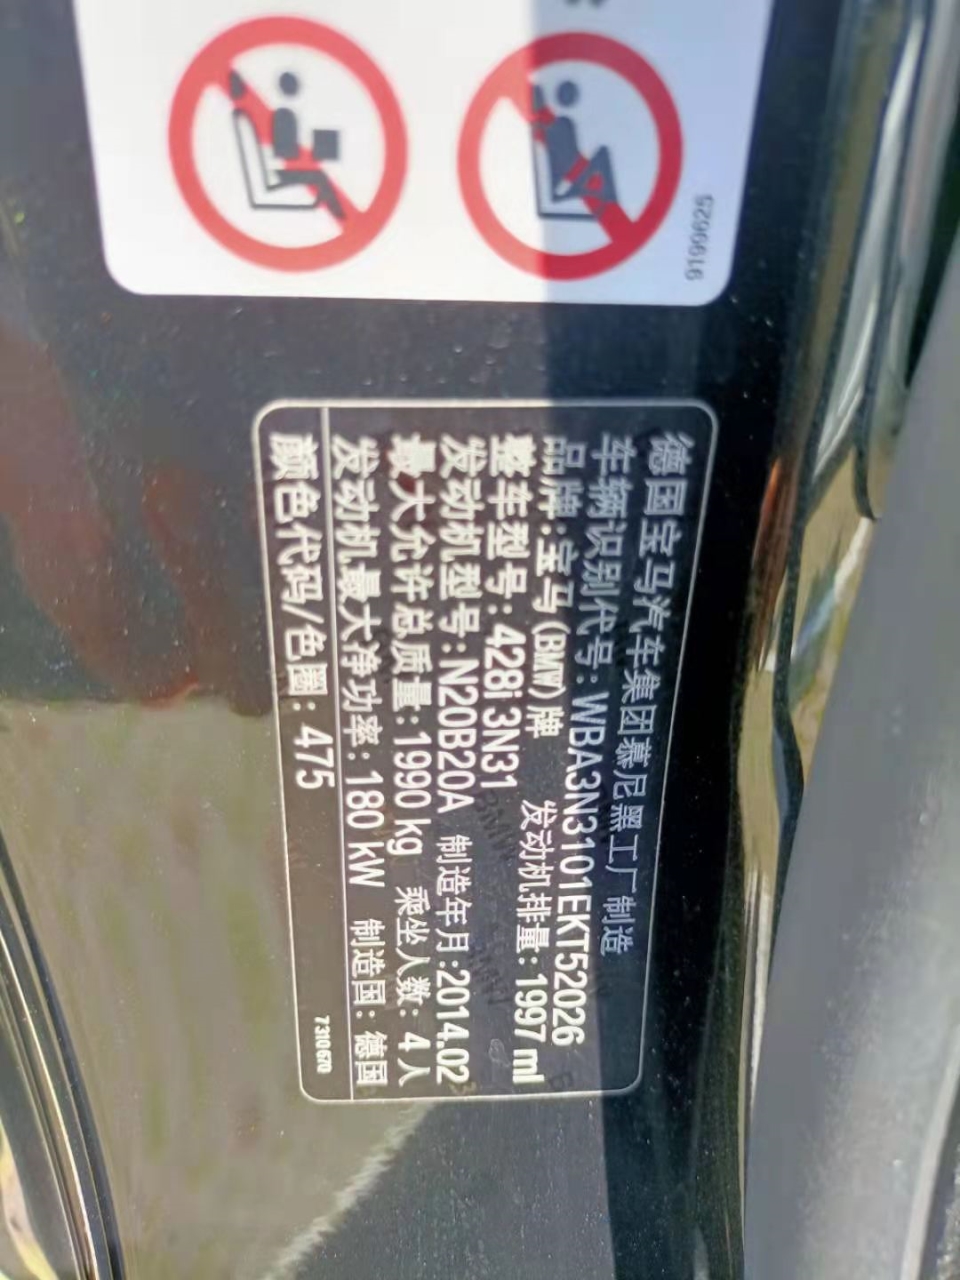 9190625
德国宝马汽车集团慕尼黑工厂制造
车辆识别代号:WBA3N3101EKT52026
品牌:宝马(BMW)牌 发动机排量:1997 ml
整车型号:428i 3N31
发动机型号:N20B20A 制造年月:2014.02
最大允许总质量:1990 kg 乘坐人数: 4人
发动机最大净功率:180 kW 制造国: 德国
颜色代码/色圈: 475
7310670